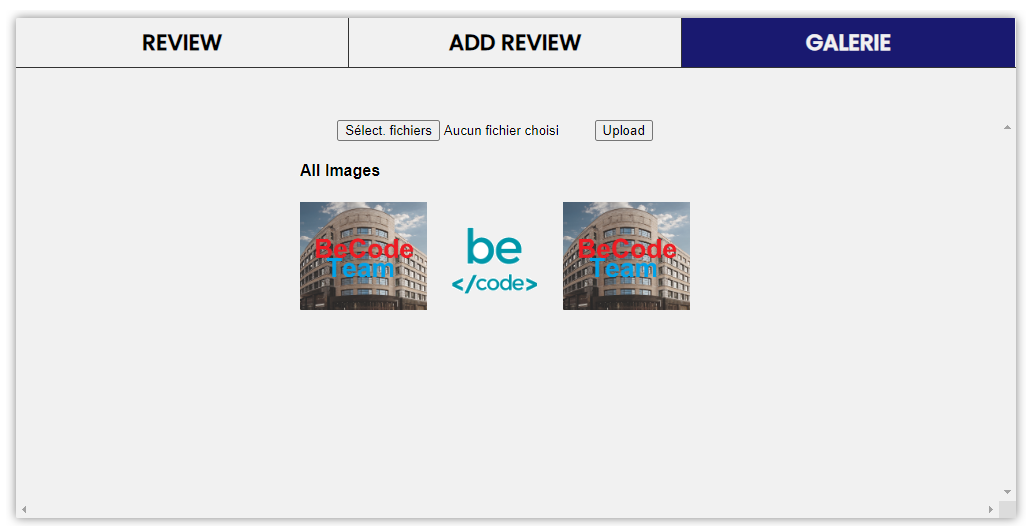 REVIEW ADD REVIEW GALERIE
Sélect. fichiers Aucun fichier choisi Upload
All Images
BeCode
Team
be
</code>
BeCode
Team